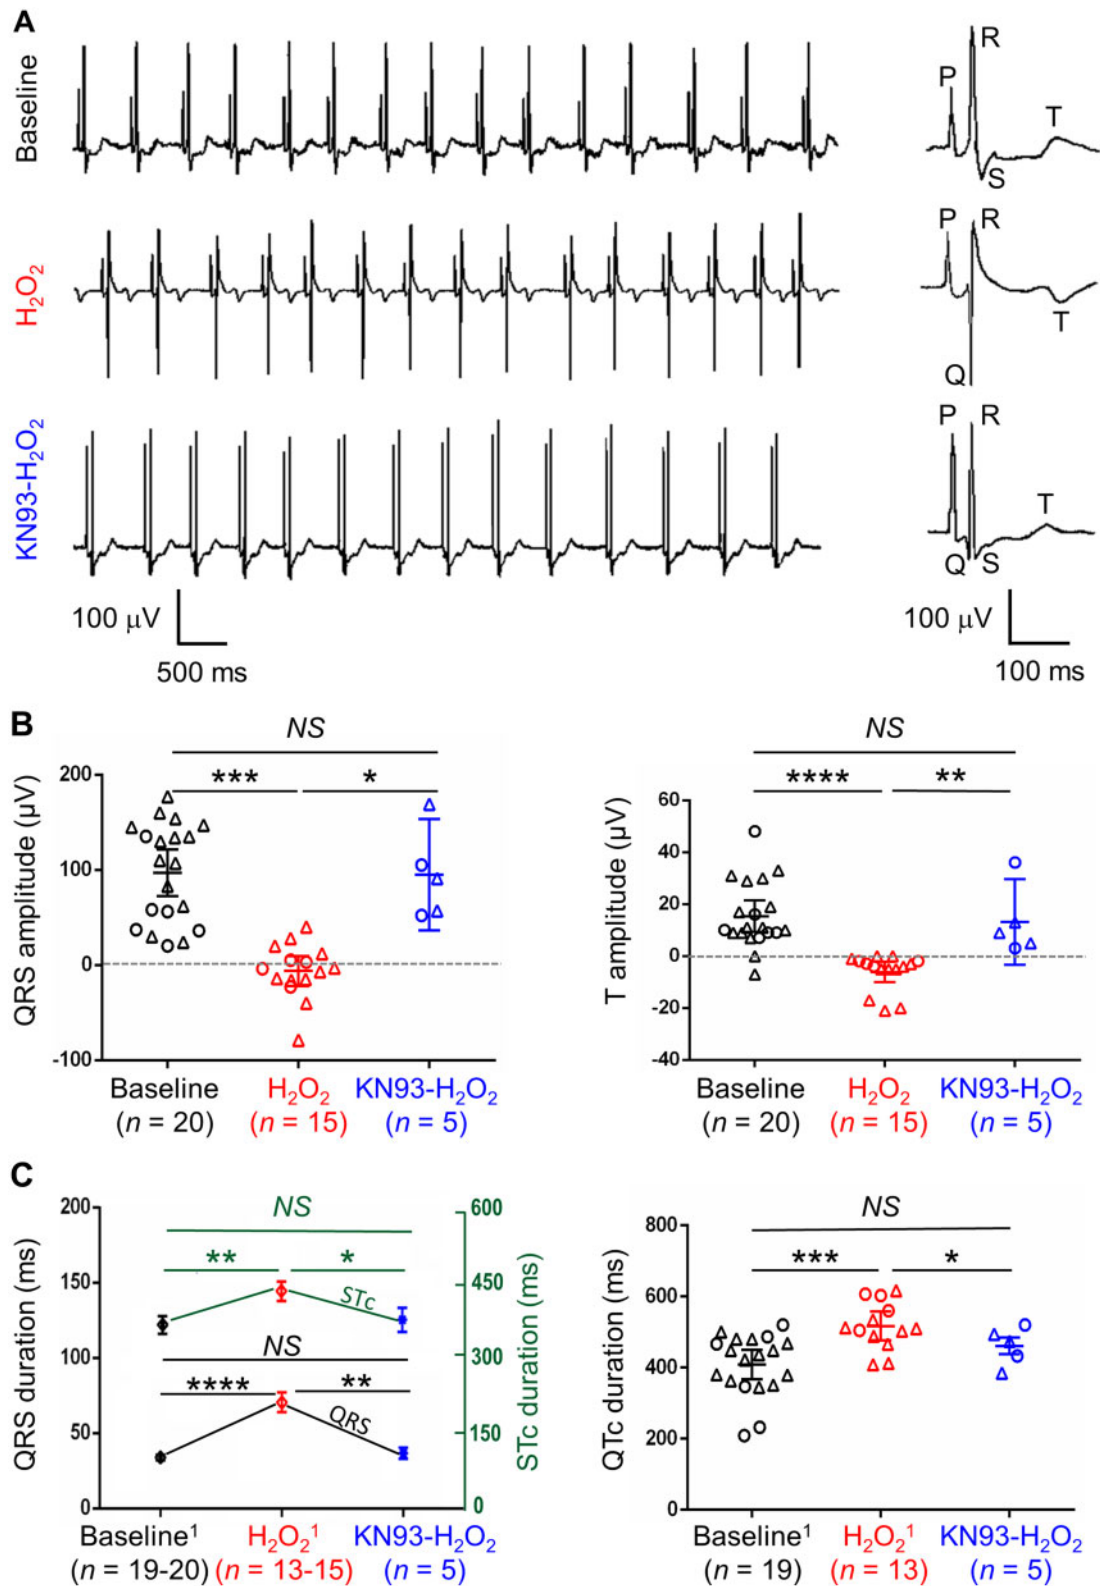 A
Baseline
P
R
S
T
H₂O₂
P
R
Q
T
KN93-H₂O₂
P
R
Q
S
T
100 µV
500 ms
100 µV
100 ms
B
QRS amplitude (µV)
NS
*** *
200
100
0
-100
Baseline H₂O₂ KN93-H₂O₂
(n = 20) (n = 15) (n = 5)
T amplitude (µV)
NS
**** **
60
40
20
0
-20
-40
Baseline H₂O₂ KN93-H₂O₂
(n = 20) (n = 15) (n = 5)
C
QRS duration (ms)
200
150
100
50
0
NS
** *
STc
NS
**** **
QRS
600
450
300
150
0
STc duration (ms)
Baseline¹ H₂O₂¹ KN93-H₂O₂
(n = 19-20) (n = 13-15) (n = 5)
QTc duration (ms)
NS
*** *
800
600
400
200
0
Baseline¹ H₂O₂¹ KN93-H₂O₂
(n = 19) (n = 13) (n = 5)